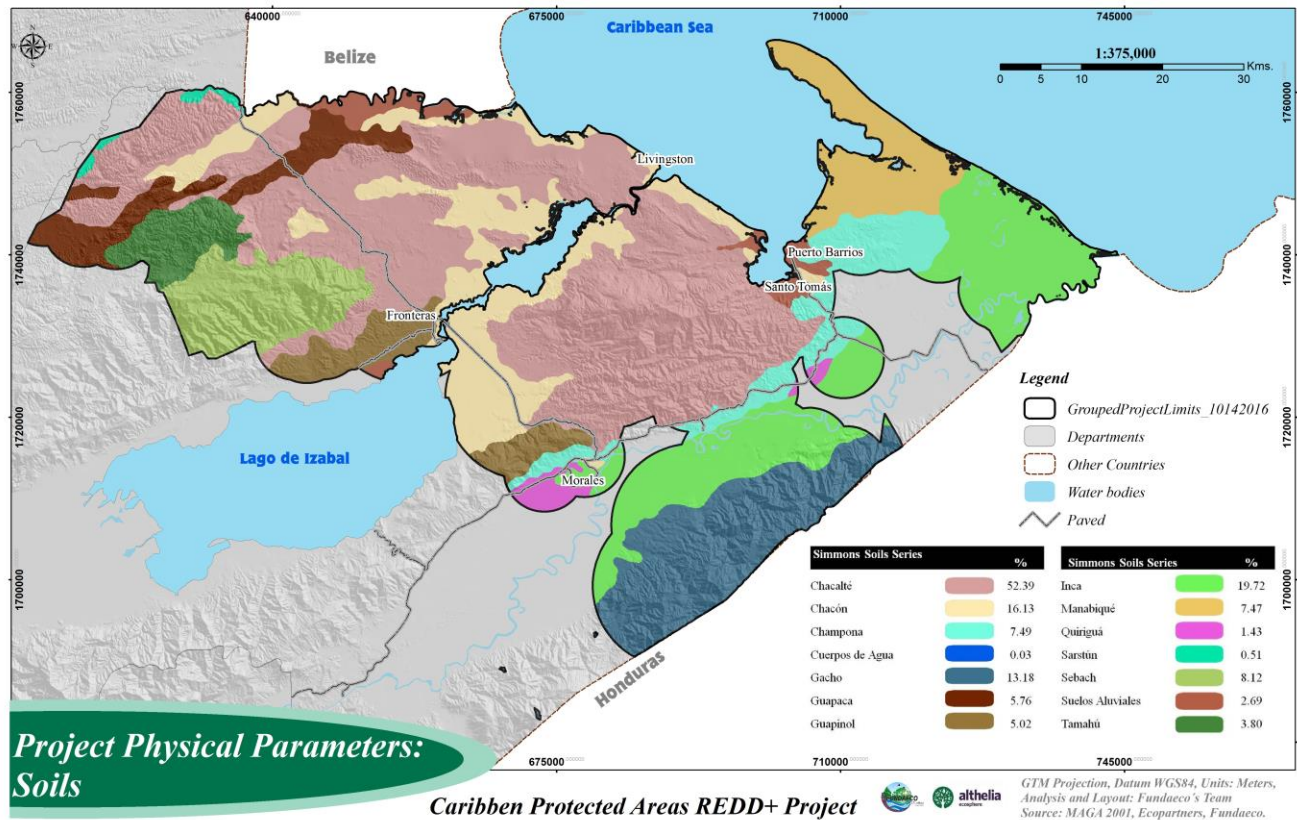 640000
675000
710000
745000
N
W
E
S
Belize
Caribbean Sea
1:375,000
0 5 10 20 30 Kms.
1760000
1760000
Livingston
Puerto Barrios
1740000
1740000
Santo Tomás
Fronteras
Legend
GroupedProjectLimits_10142016
Departments
Other Countries
Water bodies
Paved
1720000
1720000
Lago de Izabal
Morales
1700000
1700000
Honduras
Simmons Soils Series %
Chacalté 52.39
Chacón 16.13
Champona 7.49
Cuerpos de Agua 0.03
Gacho 13.18
Guapaca 5.76
Guapinol 5.02
Simmons Soils Series %
Inca 19.72
Manabiqué 7.47
Quiriguá 1.43
Sarstún 0.51
Sebach 8.12
Suelos Aluviales 2.69
Tamahú 3.80
Project Physical Parameters:
Soils
675000
710000
745000
Caribben Protected Areas REDD+ Project
FUNDAECO
althelia
ecosphere
GTM Projection, Datum WGS84, Units: Meters,
Analysis and Layout: Fundaeco's Team
Source: MAGA 2001, Ecopartners, Fundaeco.